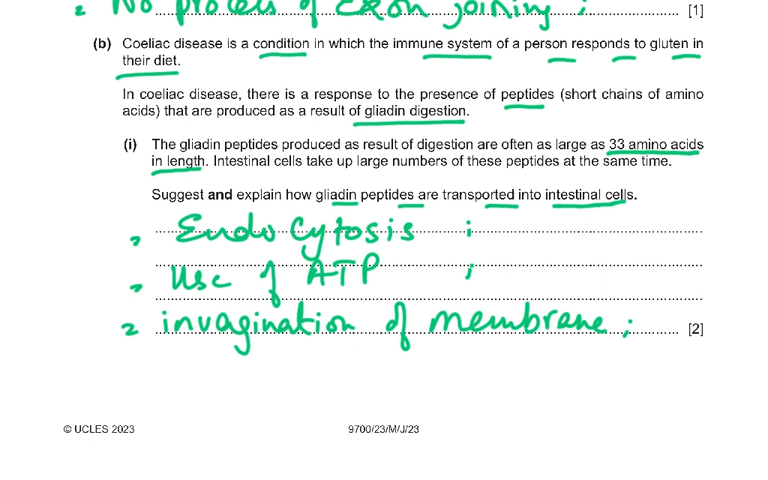 2 No process of exon joining ; [1]
(b) Coeliac disease is a condition in which the immune system of a person responds to gluten in
their diet.
In coeliac disease, there is a response to the presence of peptides (short chains of amino
acids) that are produced as a result of gliadin digestion.
(i) The gliadin peptides produced as result of digestion are often as large as 33 amino acids
in length. Intestinal cells take up large numbers of these peptides at the same time.
Suggest and explain how gliadin peptides are transported into intestinal cells.
, Endocytosis ;
, Use of ATP ;
2 invagination of membrane ; [2]
© UCLES 2023 9700/23/M/J/23